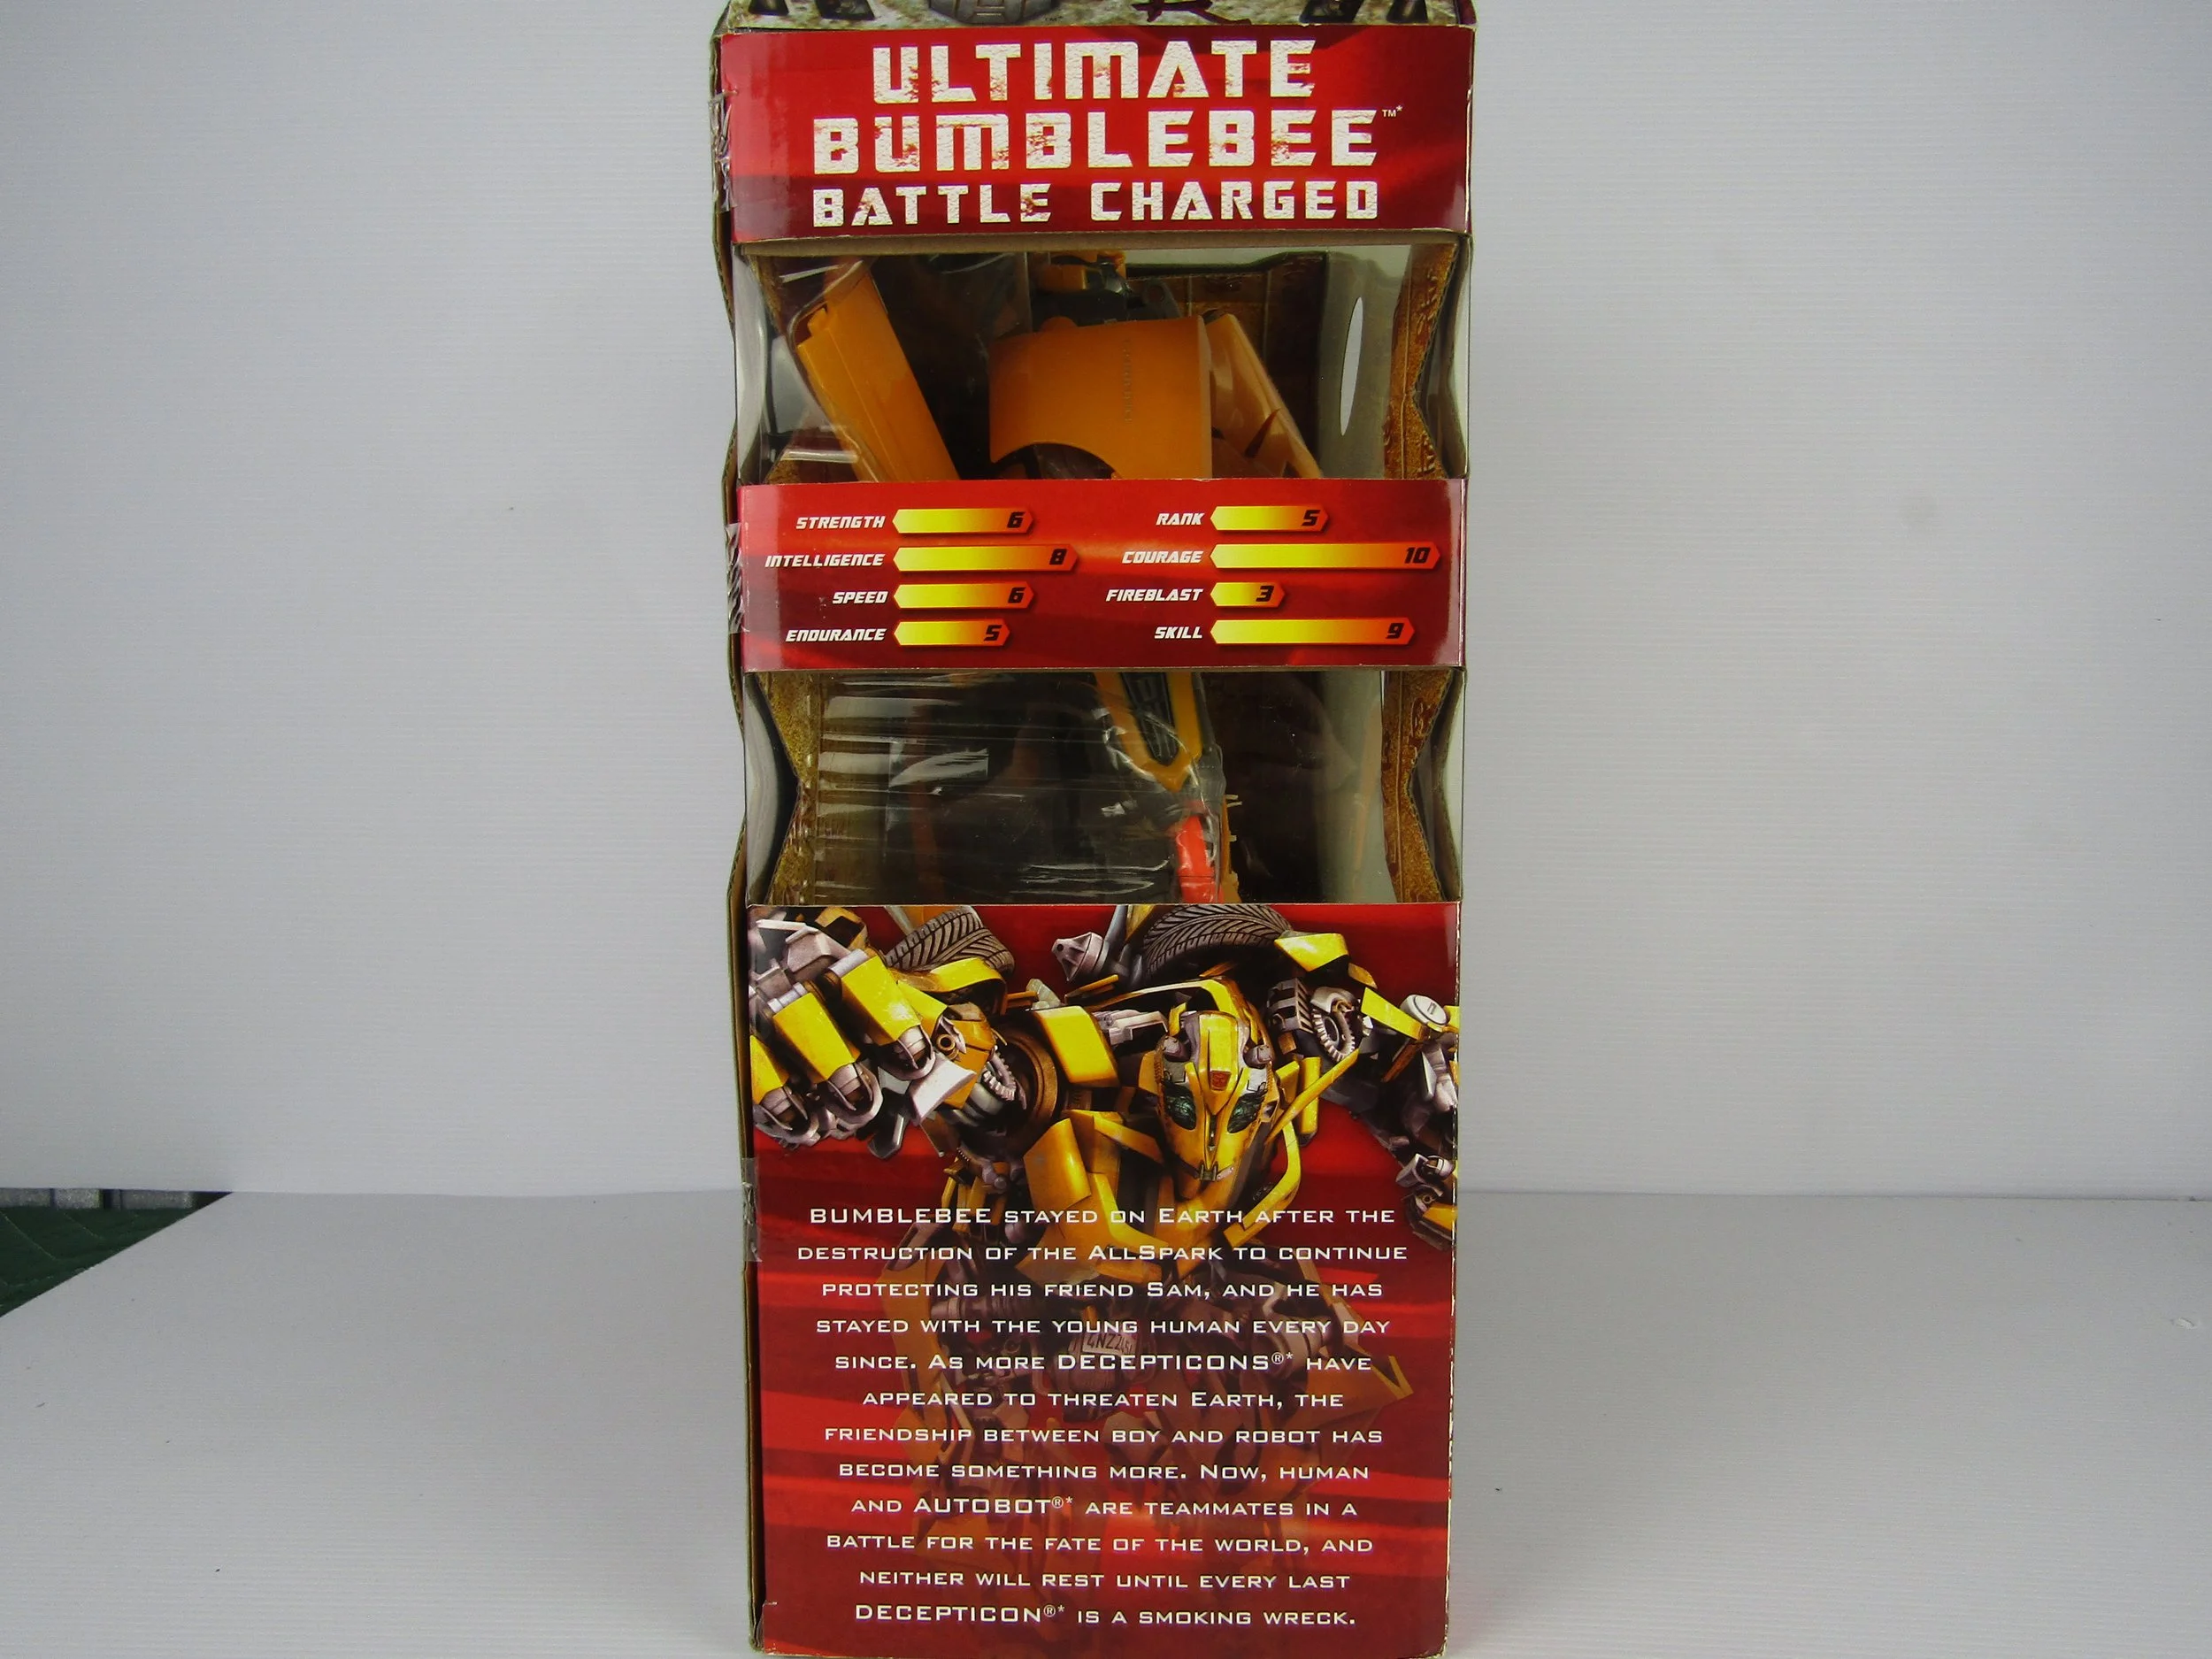 ULTIMATE
BUMBLEBEE™*
BATTLE CHARGED
STRENGTH 6 RANK 5
INTELLIGENCE 8 COURAGE 10
SPEED 6 FIREBLAST 3
ENDURANCE 5 SKILL 9
BUMBLEBEE STAYED ON EARTH AFTER THE
DESTRUCTION OF THE ALLSPARK TO CONTINUE
PROTECTING HIS FRIEND SAM, AND HE HAS
STAYED WITH THE YOUNG HUMAN EVERY DAY
SINCE. AS MORE DECEPTICONS®* HAVE
APPEARED TO THREATEN EARTH, THE
FRIENDSHIP BETWEEN BOY AND ROBOT HAS
BECOME SOMETHING MORE. NOW, HUMAN
AND AUTOBOT®* ARE TEAMMATES IN A
BATTLE FOR THE FATE OF THE WORLD, AND
NEITHER WILL REST UNTIL EVERY LAST
DECEPTICON®* IS A SMOKING WRECK.